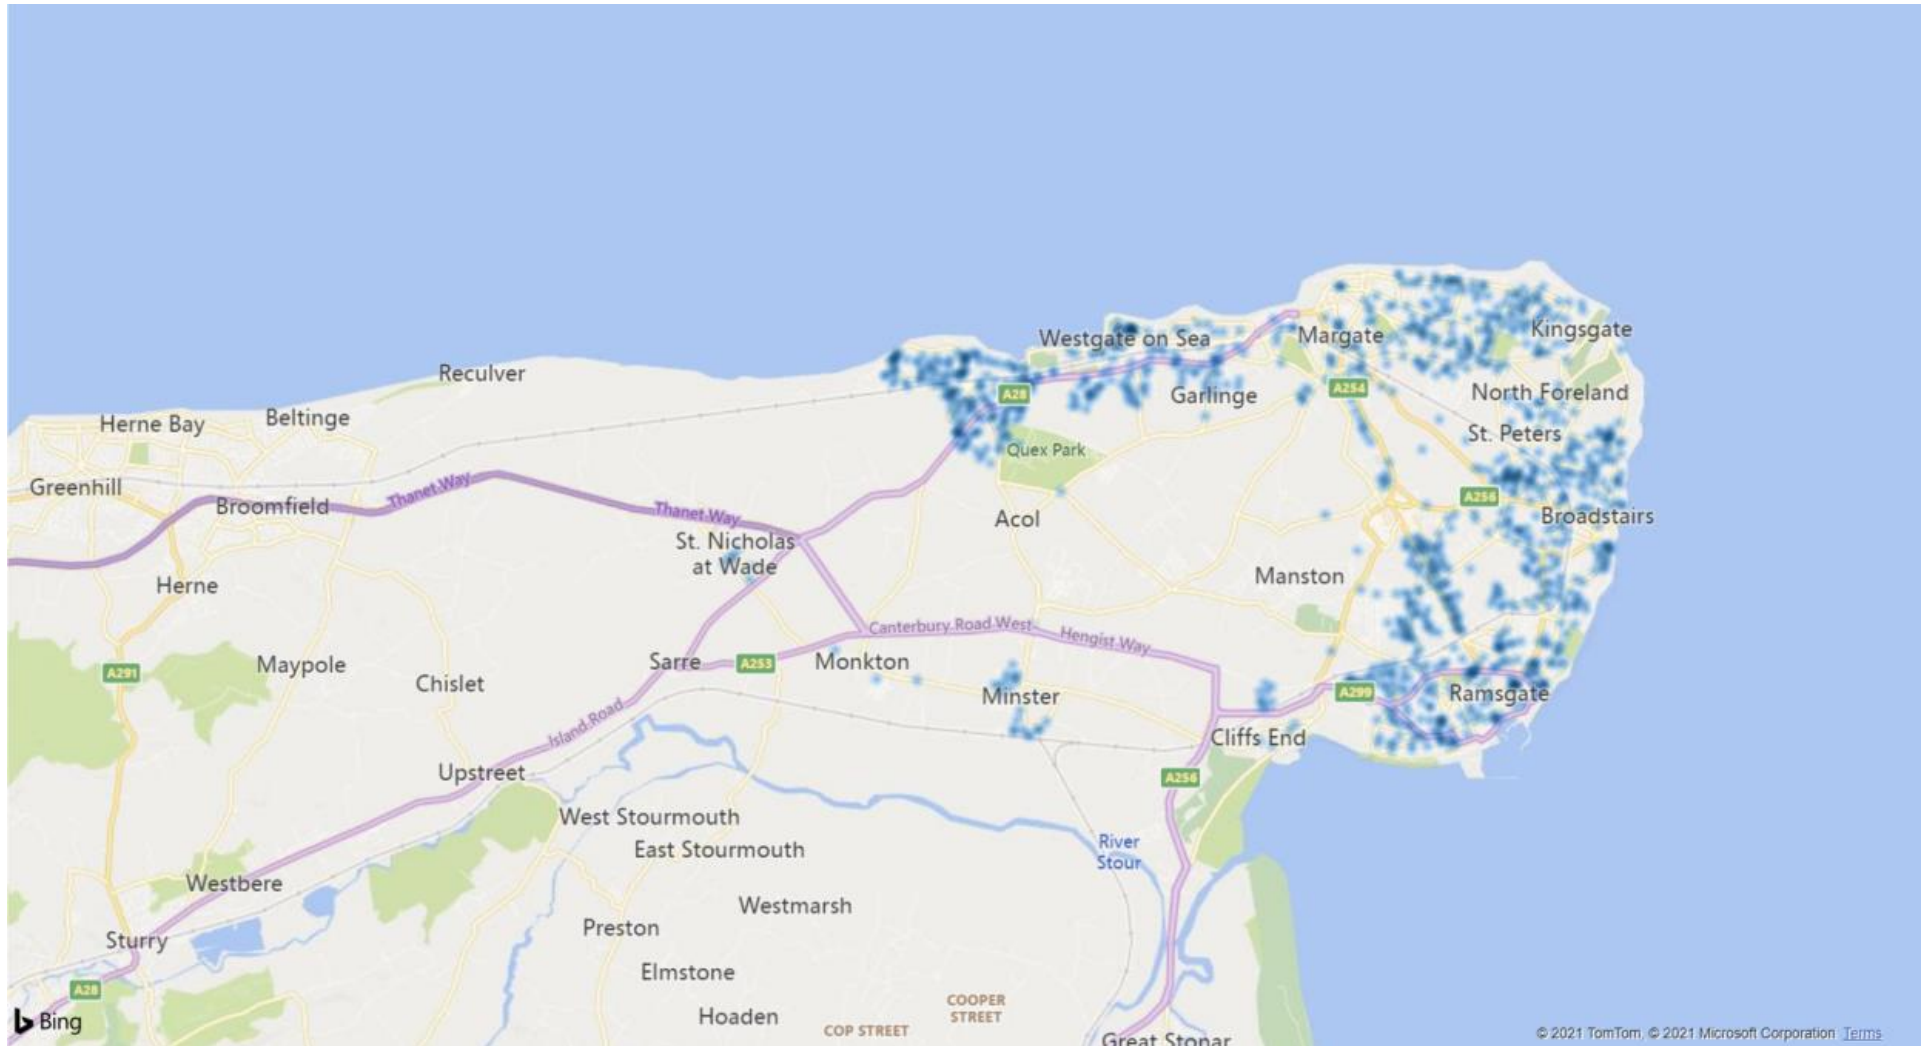 Westgate on Sea
Margate
Kingsgate
Reculver
A28
Garlinge
A254
North Foreland
Herne Bay
Beltinge
St. Peters
Quex Park
Greenhill
Thanet Way
Broomfield
Thanet Way
A256
Acol
Broadstairs
St. Nicholas
at Wade
Herne
Manston
Canterbury Road West
Hengist Way
Maypole
Sarre
A253
Monkton
A291
Chislet
Minster
A299
Ramsgate
Island Road
Cliffs End
Upstreet
A256
West Stourmouth
East Stourmouth
River
Stour
Westbere
Westmarsh
Preston
Sturry
Elmstone
A28
COOPER
STREET
Hoaden
Bing
COP STREET
Great Stonar
© 2021 TomTom, © 2021 Microsoft Corporation Terms